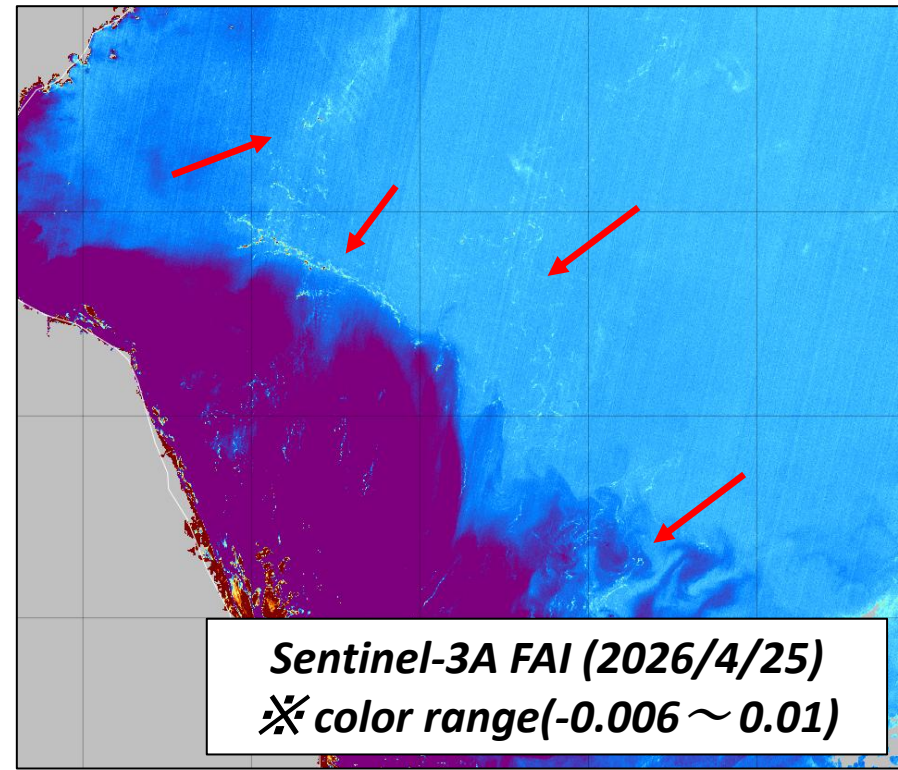 Sentinel-3A FAI (2026/4/25)
※ color range(-0.006～0.01)